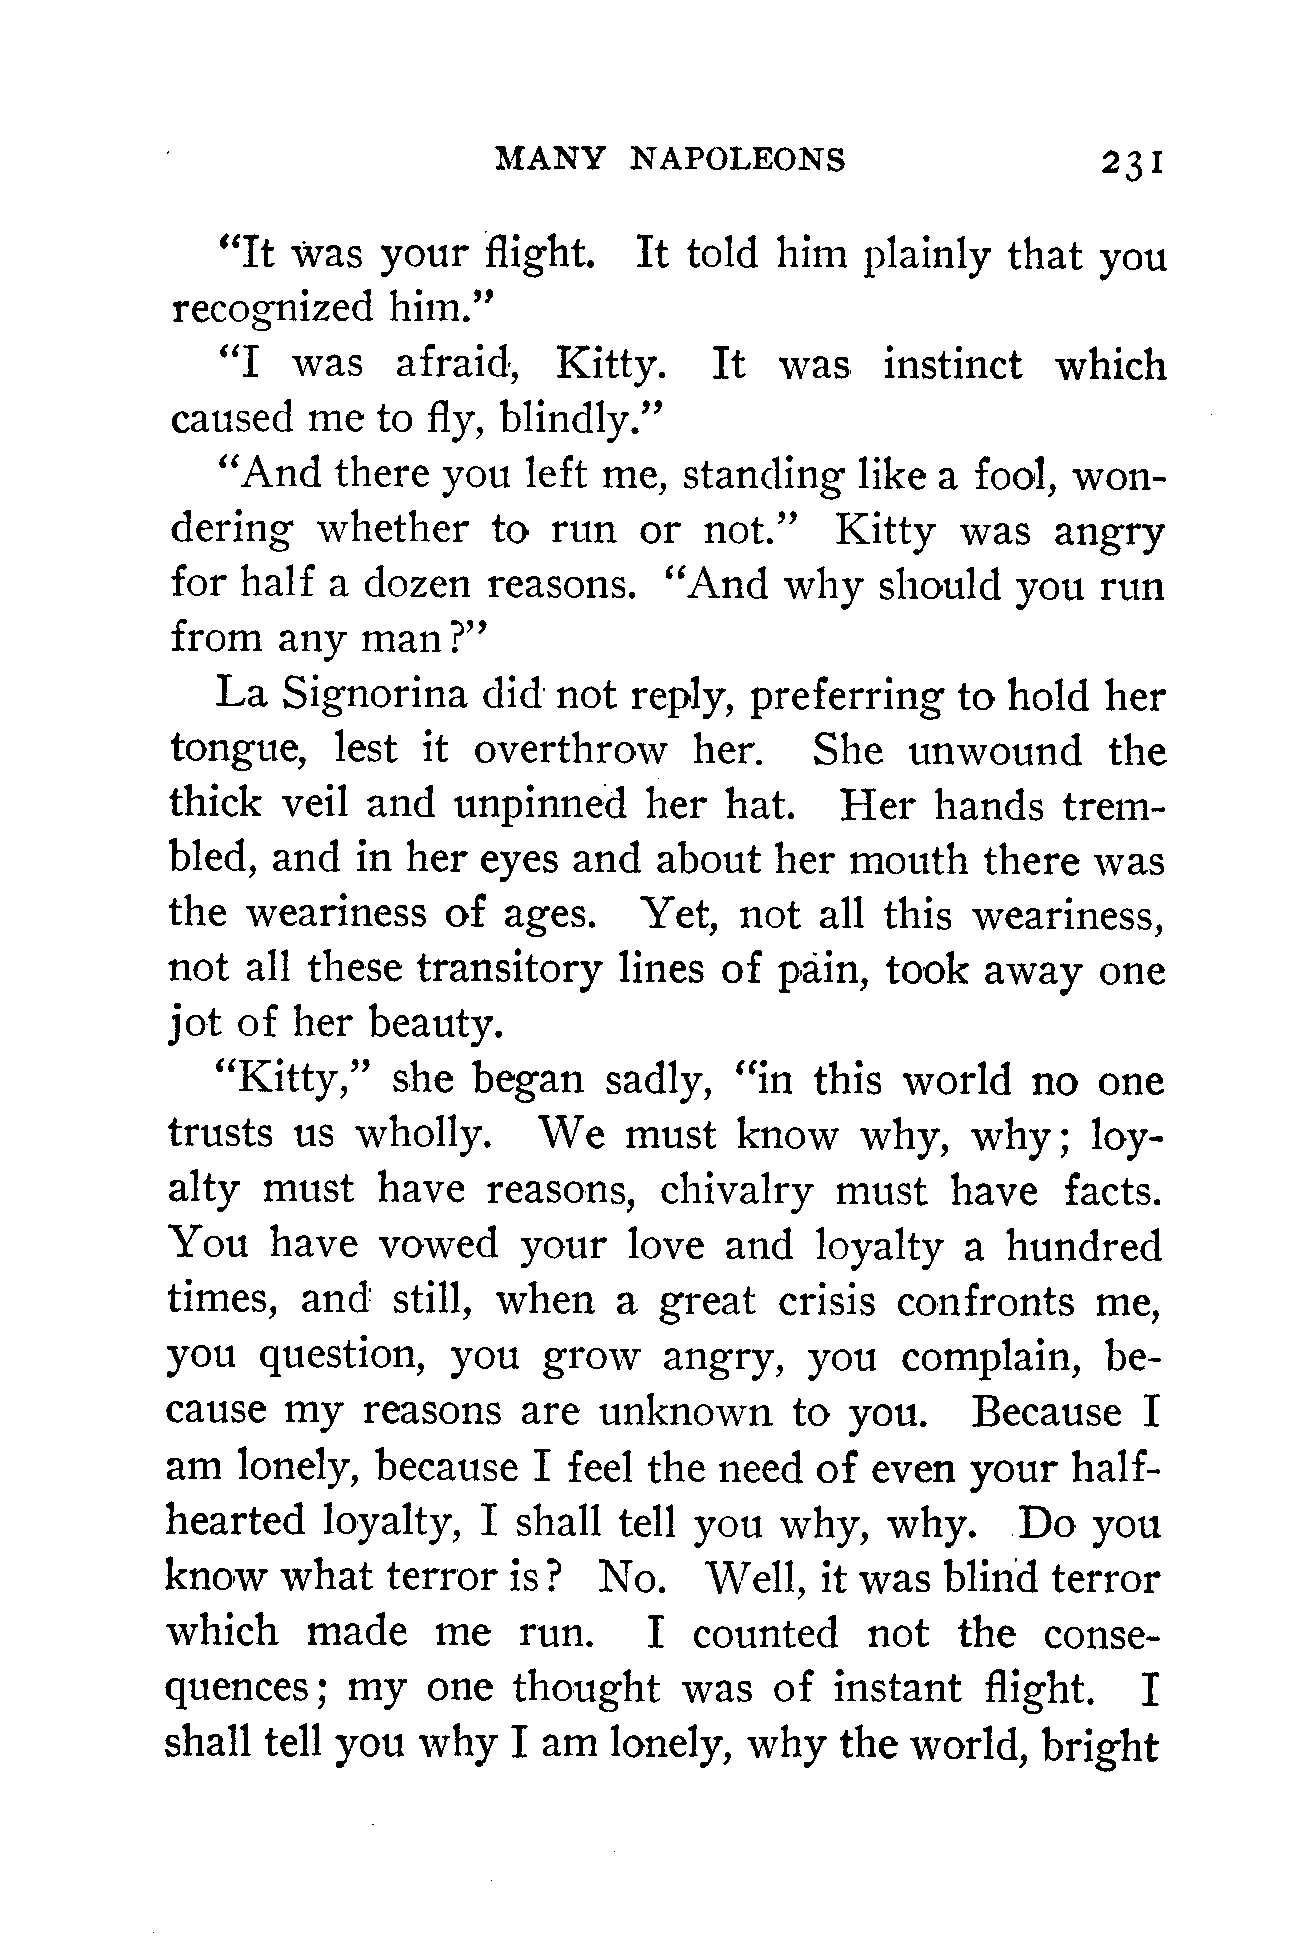 MANY NAPOLEONS 231
“It was your flight. It told him plainly that you
recognized him.”
“I was afraid, Kitty. It was instinct which
caused me to fly, blindly.”
“And there you left me, standing like a fool, won-
dering whether to run or not.” Kitty was angry
for half a dozen reasons. “And why should you run
from any man?”
La Signorina did not reply, preferring to hold her
tongue, lest it overthrow her. She unwound the
thick veil and unpinned her hat. Her hands trem-
bled, and in her eyes and about her mouth there was
the weariness of ages. Yet, not all this weariness,
not all these transitory lines of pain, took away one
jot of her beauty.
“Kitty,” she began sadly, “in this world no one
trusts us wholly. We must know why, why; loy-
alty must have reasons, chivalry must have facts.
You have vowed your love and loyalty a hundred
times, and still, when a great crisis confronts me,
you question, you grow angry, you complain, be-
cause my reasons are unknown to you. Because I
am lonely, because I feel the need of even your half-
hearted loyalty, I shall tell you why, why. Do you
know what terror is? No. Well, it was blind terror
which made me run. I counted not the conse-
quences; my one thought was of instant flight. I
shall tell you why I am lonely, why the world, bright